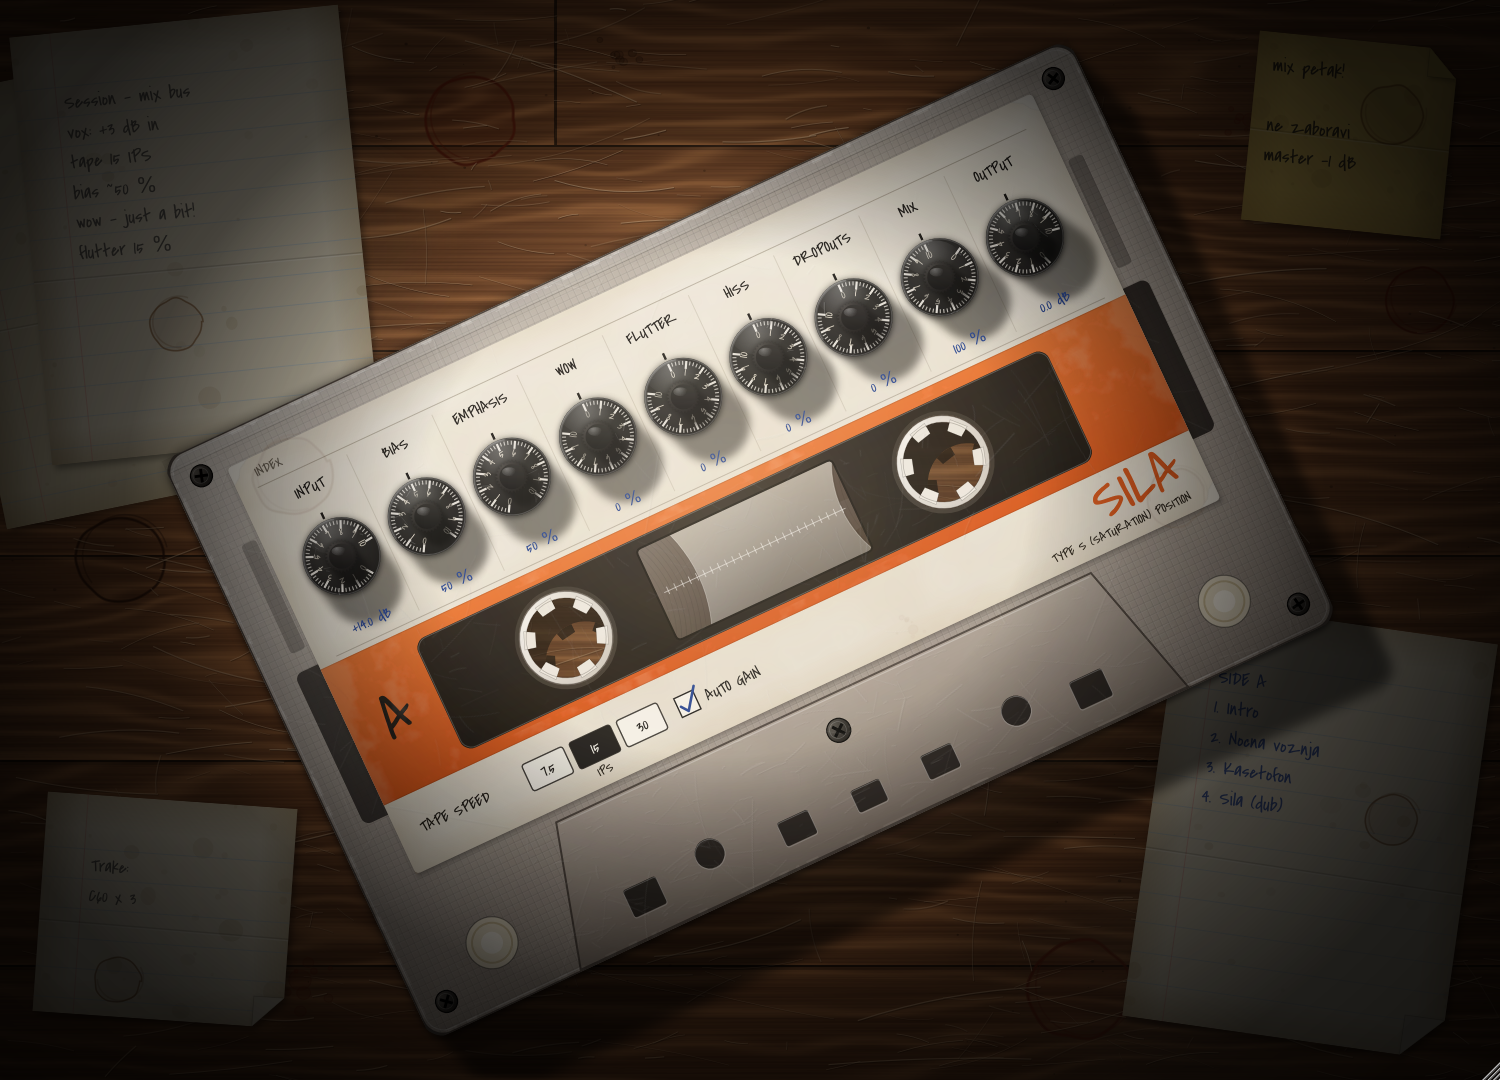 Session - mix bus
vox: +3 dB in
tape 15 IPS
bias ~50 %
wow - just a bit!
flutter 15 %
mix petak!
ne zaboravi
master -1 dB
INDEX
INPUT
BIAS
EMPHASIS
WOW
FLUTTER
HISS
DROPOUTS
MIX
OUTPUT
+14.0 dB
50 %
50 %
0 %
0 %
0 %
0 %
100 %
0.0 dB
A
SILA
TYPE S (SATURATION) POSITION
TAPE SPEED
7.5
15
30
IPS
AUTO GAIN
SIDE A
1. Intro
2. Nocna voznja
3. Kasetofon
4. Sila (dub)
Trake:
C60 x 3